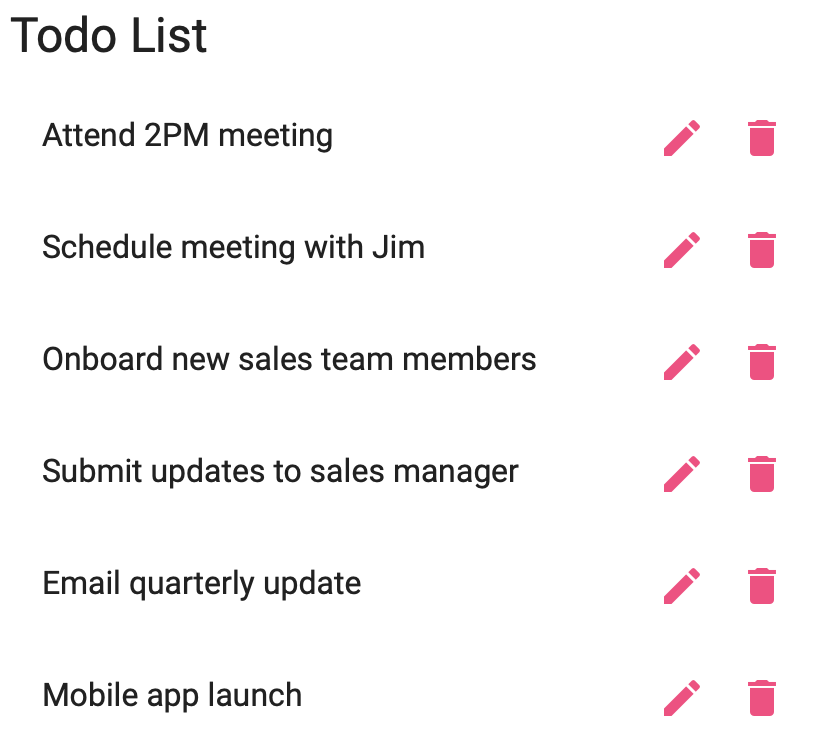 Todo List
Attend 2PM meeting
Schedule meeting with Jim
Onboard new sales team members
Submit updates to sales manager
Email quarterly update
Mobile app launch